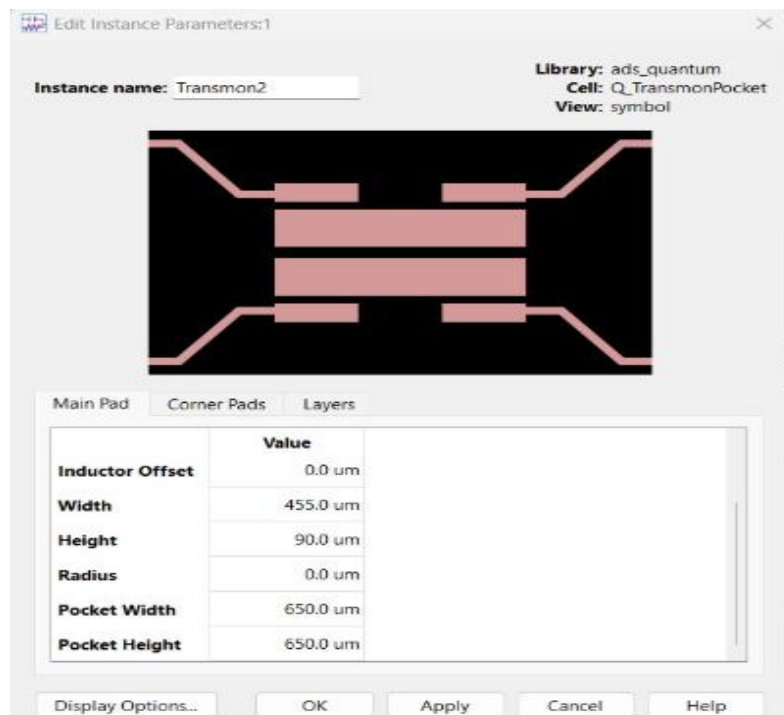 Edit Instance Parameters:1
Library: ads_quantum
Instance name: Transmon2
Cell: Q_TransmonPocket
View: symbol
Main Pad Corner Pads Layers
Value
Inductor Offset 0.0 um
Width 455.0 um
Height 90.0 um
Radius 0.0 um
Pocket Width 650.0 um
Pocket Height 650.0 um
Display Options... OK Apply Cancel Help